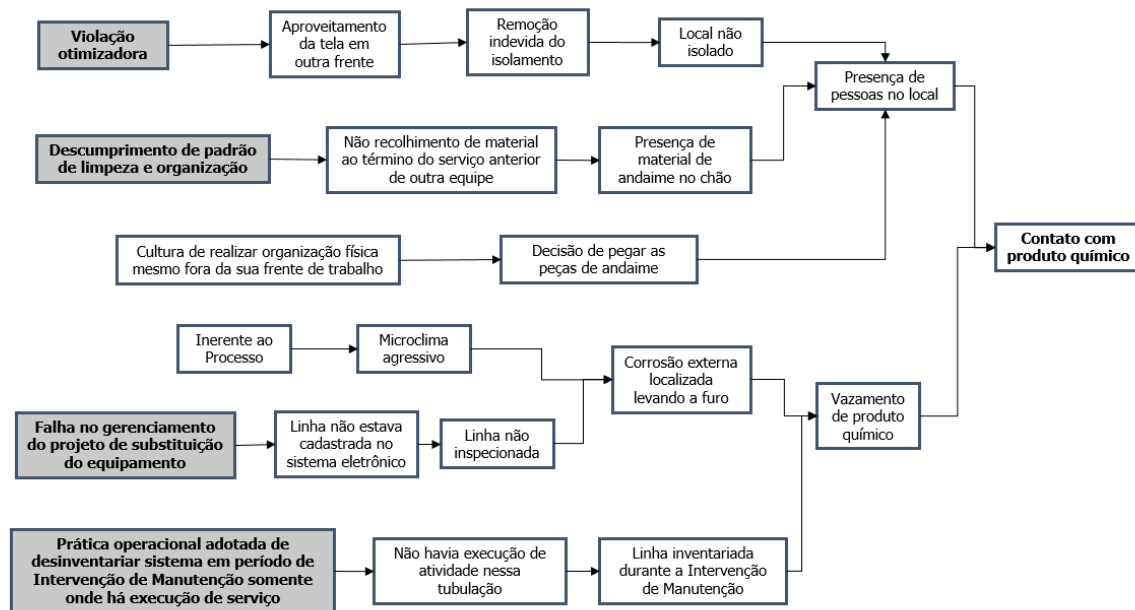 Violação
otimizadora
Aproveitamento
da tela em
outra frente
Remoção
indevida do
isolamento
Local não
isolado
Presença de
pessoas no local
Descumprimento de padrão
de limpeza e organização
Não recolhimento de material
ao término do serviço anterior
de outra equipe
Presença de
material de
andaime no chão
Cultura de realizar organização física
mesmo fora da sua frente de trabalho
Decisão de pegar as
peças de andaime
Contato com
produto químico
Inerente ao
Processo
Microclima
agressivo
Corrosão externa
localizada
levando a furo
Falha no gerenciamento
do projeto de substituição
do equipamento
Linha não estava
cadastrada no
sistema eletrônico
Linha não
inspecionada
Vazamento
de produto
químico
Prática operacional adotada de
desinventariar sistema em período de
Intervenção de Manutenção somente
onde há execução de serviço
Não havia execução de
atividade nessa
tubulação
Linha inventariada
durante a Intervenção
de Manutenção